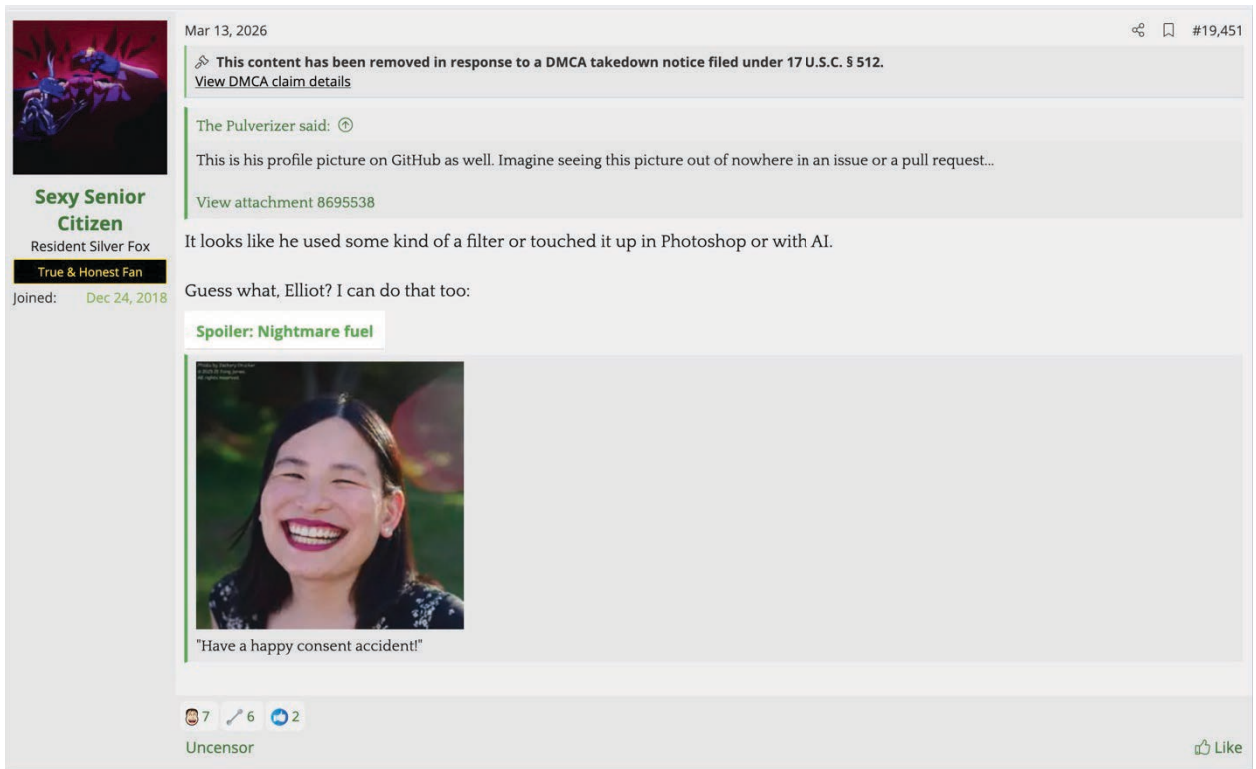 Mar 13, 2026
#19,451
This content has been removed in response to a DMCA takedown notice filed under 17 U.S.C. § 512.
View DMCA claim details
The Pulverizer said:
This is his profile picture on GitHub as well. Imagine seeing this picture out of nowhere in an issue or a pull request...
View attachment 8695538
Sexy Senior
Citizen
Resident Silver Fox
True & Honest Fan
Joined: Dec 24, 2018
It looks like he used some kind of a filter or touched it up in Photoshop or with AI.
Guess what, Elliot? I can do that too:
Spoiler: Nightmare fuel
All rights reserved
"Have a happy consent accident!"
7
6
2
Uncensor
Like